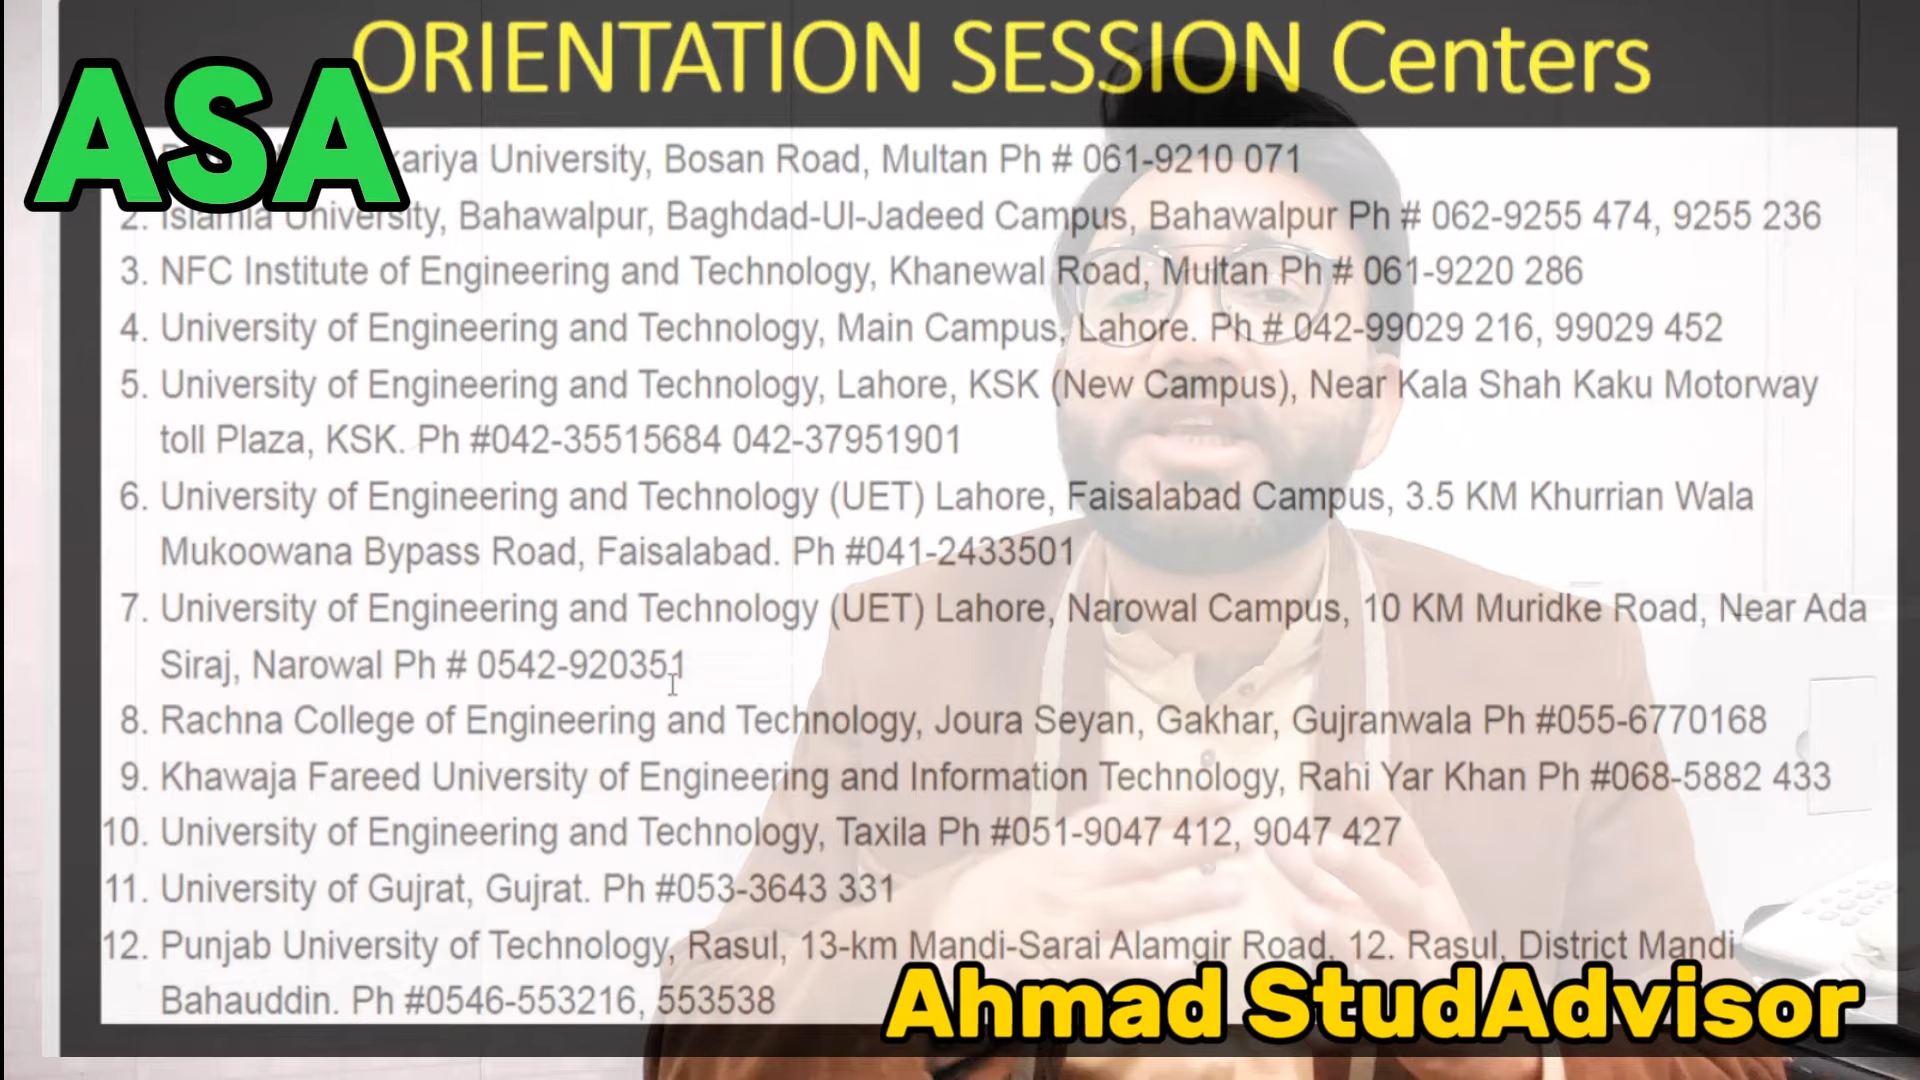 ORIENTATION SESSION Centers
ASA
kariya University, Bosan Road, Multan Ph # 061-9210 071
2. Islamia University, Bahawalpur, Baghdad-Ul-Jadeed Campus, Bahawalpur Ph # 062-9255 474, 9255 236
3. NFC Institute of Engineering and Technology, Khanewal Road, Multan Ph # 061-9220 286
4. University of Engineering and Technology, Main Campus, Lahore. Ph # 042-99029 216, 99029 452
5. University of Engineering and Technology, Lahore, KSK (New Campus), Near Kala Shah Kaku Motorway
toll Plaza, KSK. Ph #042-35515684 042-37951901
6. University of Engineering and Technology (UET) Lahore, Faisalabad Campus, 3.5 KM Khurrian Wala
Mukoowana Bypass Road, Faisalabad. Ph #041-2433501
7. University of Engineering and Technology (UET) Lahore, Narowal Campus, 10 KM Muridke Road, Near Ada
Siraj, Narowal Ph # 0542-920351
8. Rachna College of Engineering and Technology, Joura Seyan, Gakhar, Gujranwala Ph #055-6770168
9. Khawaja Fareed University of Engineering and Information Technology, Rahi Yar Khan Ph #068-5882 433
10. University of Engineering and Technology, Taxila Ph #051-9047 412, 9047 427
11. University of Gujrat, Gujrat. Ph #053-3643 331
12. Punjab University of Technology, Rasul, 13-km Mandi-Sarai Alamgir Road, 12. Rasul, District Mandi
Bahauddin. Ph #0546-553216, 553538
Ahmad StudAdvisor